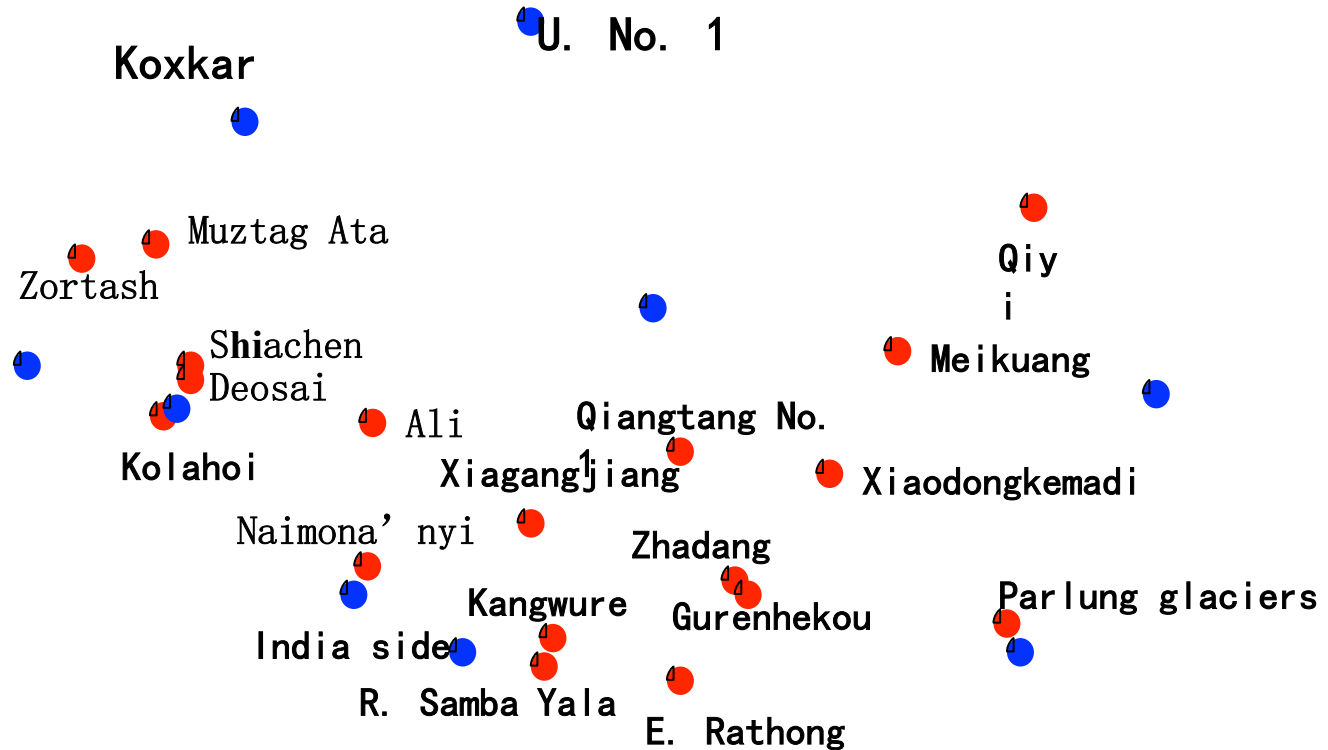 U. No. 1
Koxkar
Muztag Ata
Zortash
Qiy
i
Shiachen
Meikuang
Deosai
Ali
Qiangtang No.
1
Kolahoi
Xiagangjiang
Xiaodongkemadi
Naimona’ nyi
Zhadang
Kangwure
Gurenhekou
Parlung glaciers
India side
R. Samba Yala
E. Rathong